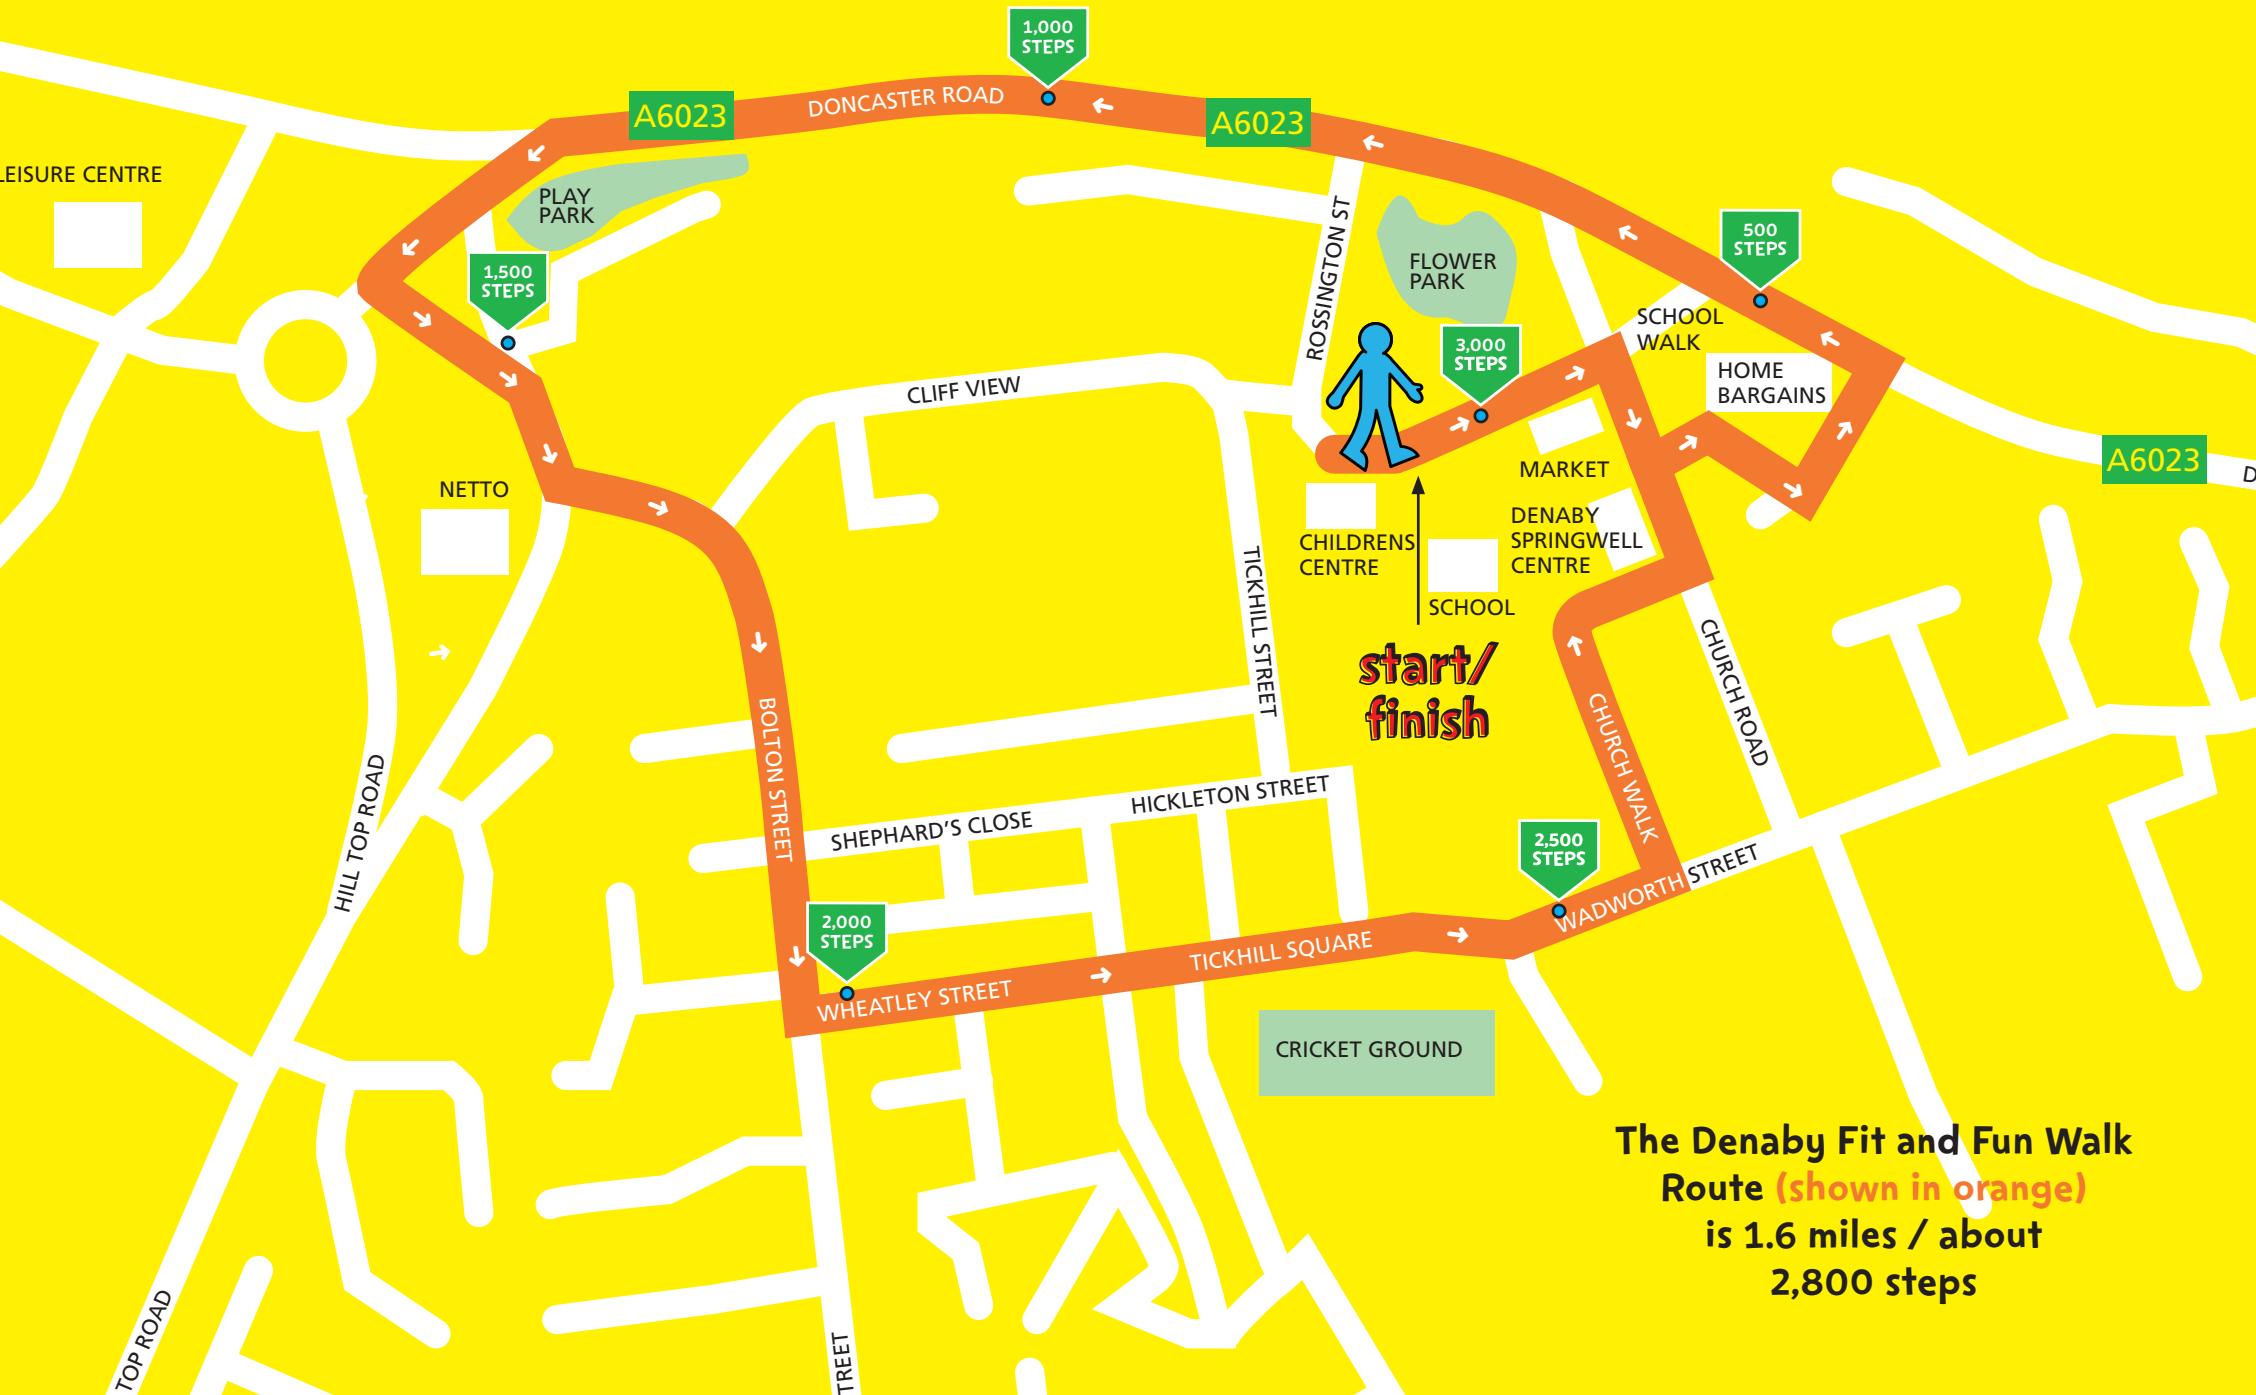 1,000
STEPS
A6023
DONCASTER ROAD
A6023
LEISURE CENTRE
PLAY
PARK
ROSSINGTON ST
FLOWER
PARK
500
STEPS
1,500
STEPS
SCHOOL
WALK
3,000
STEPS
HOME
BARGAINS
CLIFF VIEW
A6023
D
MARKET
NETTO
DENABY
SPRINGWELL
CENTRE
CHILDRENS
CENTRE
SCHOOL
TICKHILL STREET
start/
finish
CHURCH ROAD
CHURCH WALK
BOLTON STREET
HILL TOP ROAD
HICKLETON STREET
SHEPHARD'S CLOSE
2,500
STEPS
WADWORTH STREET
2,000
STEPS
TICKHILL SQUARE
WHEATLEY STREET
CRICKET GROUND
The Denaby Fit and Fun Walk
Route (shown in orange)
is 1.6 miles / about
2,800 steps
TOP ROAD
TREET